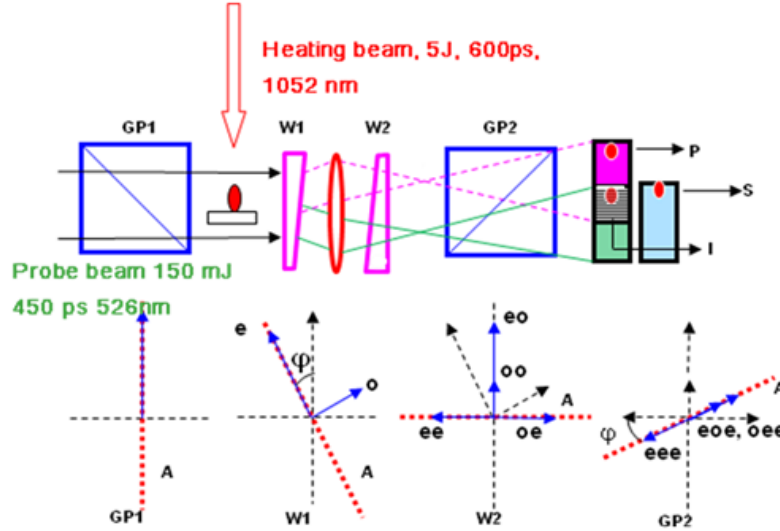 Heating beam, 5J, 600ps,
1052 nm
GP1
W1
W2
GP2
P
S
I
Probe beam 150 mJ
450 ps 526nm
e
φ
o
A
A
GP1
W1
eo
oo
A
ee
oe
W2
A
φ
eee
eoe, oee
GP2